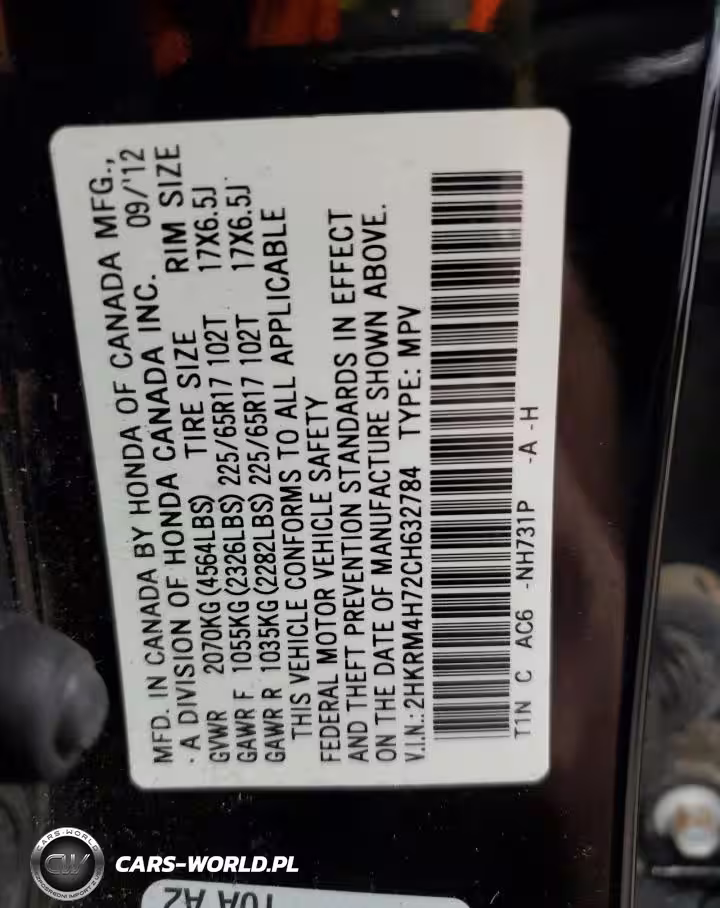 MFD. IN CANADA BY HONDA OF CANADA MFG.,
· A DIVISION OF HONDA CANADA INC. 09/'12
GVWR 2070KG (4564LBS) TIRE SIZE RIM SIZE
GAWR F 1055KG (2326LBS) 225/65R17 102T 17X6.5J
GAWR R 1035KG (2282LBS) 225/65R17 102T 17X6.5J
THIS VEHICLE CONFORMS TO ALL APPLICABLE
FEDERAL MOTOR VEHICLE SAFETY
AND THEFT PREVENTION STANDARDS IN EFFECT
ON THE DATE OF MANUFACTURE SHOWN ABOVE.
V.I.N.: 2HKRM4H72CH632784 TYPE: MPV
T1N C AC6 -NH731P -A -H
CARS-WORLD
CW
CARS-WORLD.PL